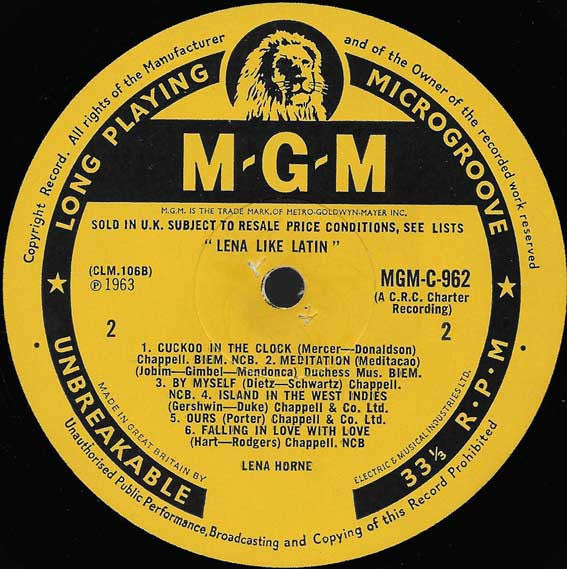 Copyright Record. All rights of the Manufacturer and of the Owner of the recorded work reserved
LONG PLAYING MICROGROOVE
M-G-M
M.G.M. IS THE TRADE MARK, OF METRO-GOLDWYN-MAYER INC.
SOLD IN U.K. SUBJECT TO RESALE PRICE CONDITIONS, SEE LISTS
"LENA LIKE LATIN"
(CLM.106B)
℗ 1963
MGM-C-962
(A C.R.C. Charter
Recording)
2
2
1. CUCKOO IN THE CLOCK (Mercer—Donaldson)
Chappell. BIEM. NCB. 2. MEDITATION (Meditacao)
(Jobim—Gimbel—Mendonca) Duchess Mus. BIEM.
3. BY MYSELF (Dietz—Schwartz) Chappell.
NCB. 4. ISLAND IN THE WEST INDIES
(Gershwin—Duke) Chappell & Co. Ltd.
5. OURS (Porter) Chappell & Co. Ltd.
6. FALLING IN LOVE WITH LOVE
(Hart—Rodgers) Chappell. NCB
LENA HORNE
MADE IN GREAT BRITAIN BY
ELECTRIC & MUSICAL INDUSTRIES LTD.
UNBREAKABLE
33⅓ R·P·M
Unauthorised Public Performance, Broadcasting and Copying of this Record Prohibited